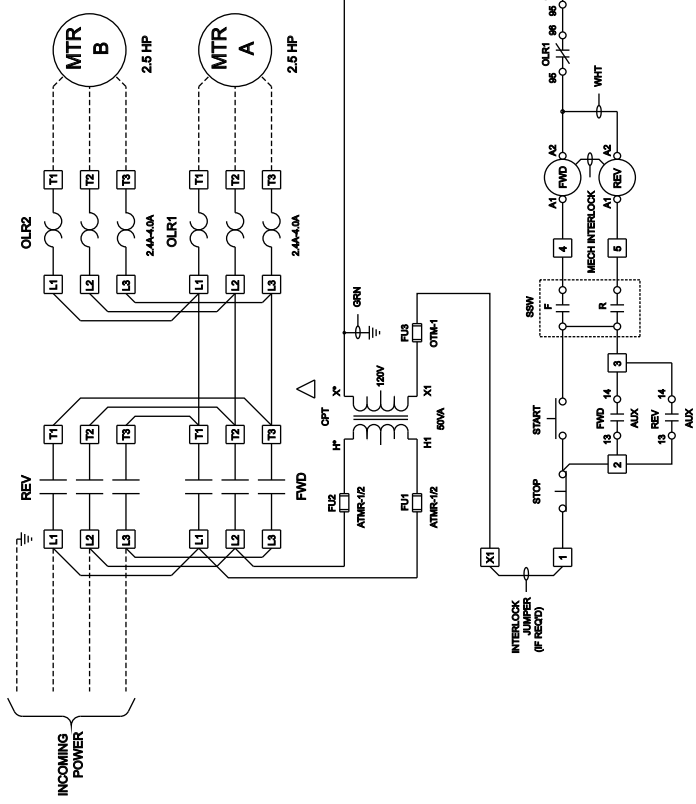 MTR
B
2.5 HP
MTR
A
2.5 HP
T1
T2
T3
OLR2
2.4A-4.0A
T1
T2
T3
OLR1
2.4A-4.0A
L1
L2
L3
L1
L2
L3
GRN
FU3
OTM-1
X°
120V
X1
CPT
50VA
H°
H1
T1
T2
T3
T1
T2
T3
REV
FWD
FU2
ATMR-1/2
FU1
ATMR-1/2
L1
L2
L3
L1
L2
L3
INCOMING
POWER
X1
INTERLOCK
JUMPER
(IF REQ'D)
1
STOP
START
2
13
FWD
14
AUX
13
REV
14
AUX
3
SSW
F
R
4
5
MECH INTERLOCK
A1
FWD
A2
A1
REV
A2
WHT
95
OLR1
96
95